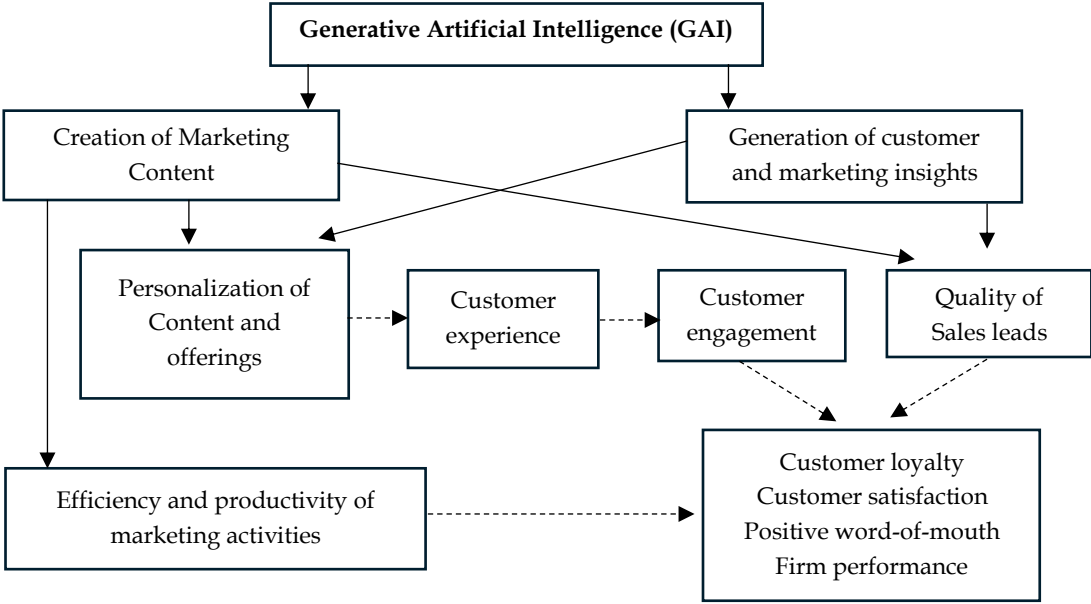 Generative Artificial Intelligence (GAI)
Creation of Marketing
Content
Generation of customer
and marketing insights
Personalization of
Content and
offerings
Customer
experience
Customer
engagement
Quality of
Sales leads
Efficiency and productivity of
marketing activities
Customer loyalty
Customer satisfaction
Positive word-of-mouth
Firm performance